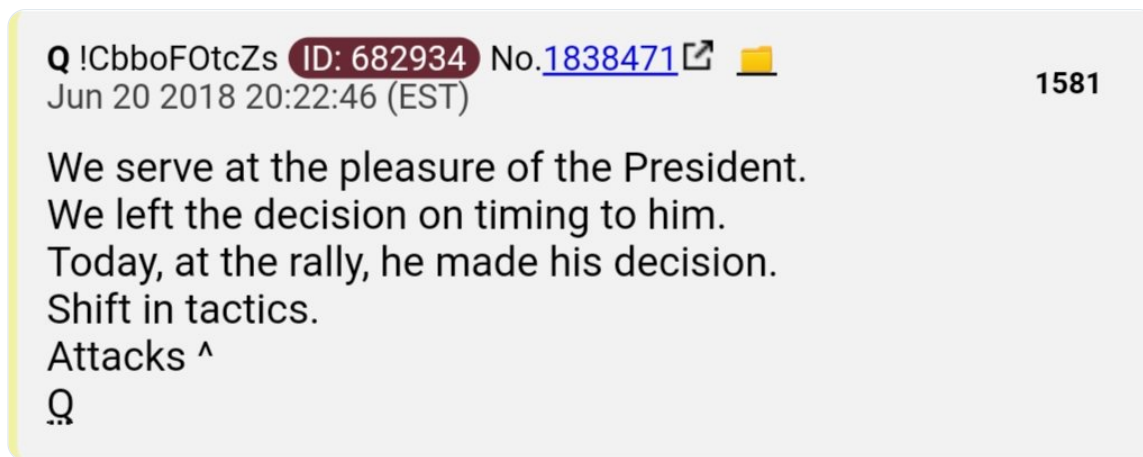 Q !CbboFOtcZs ID: 682934 No.1838471
Jun 20 2018 20:22:46 (EST)
1581
We serve at the pleasure of the President.
We left the decision on timing to him.
Today, at the rally, he made his decision.
Shift in tactics.
Attacks ^
Q